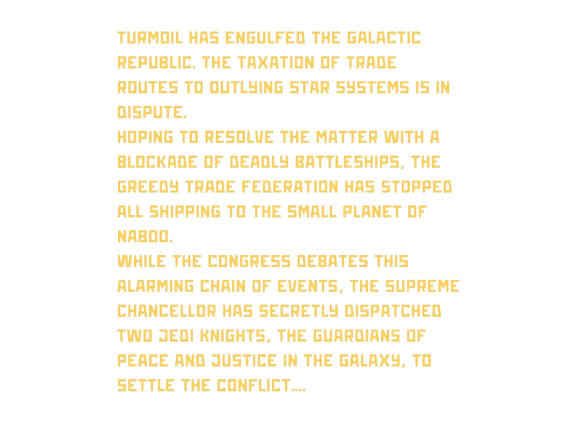 TURMOIL HAS ENGULFED THE GALACTIC
REPUBLIC. THE TAXATION OF TRADE
ROUTES TO OUTLYING STAR SYSTEMS IS IN
DISPUTE.
HOPING TO RESOLVE THE MATTER WITH A
BLOCKADE OF DEADLY BATTLESHIPS, THE
GREEDY TRADE FEDERATION HAS STOPPED
ALL SHIPPING TO THE SMALL PLANET OF
NABOO.
WHILE THE CONGRESS DEBATES THIS
ALARMING CHAIN OF EVENTS, THE SUPREME
CHANCELLOR HAS SECRETLY DISPATCHED
TWO JEDI KNIGHTS, THE GUARDIANS OF
PEACE AND JUSTICE IN THE GALAXY, TO
SETTLE THE CONFLICT....